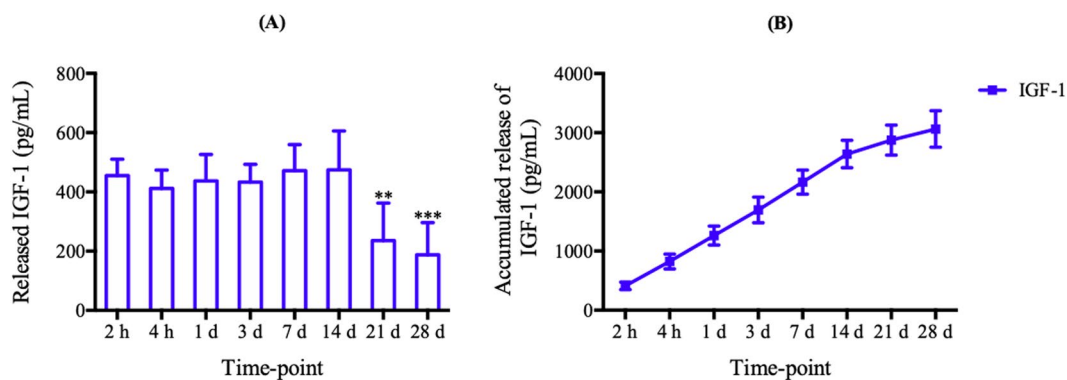 (A)
Released IGF-1 (pg/mL)
800
600
400
200
0
**
***
2 h 4 h 1 d 3 d 7 d 14 d 21 d 28 d
Time-point
(B)
Accumulated release of
IGF-1 (pg/mL)
4000
3000
2000
1000
0
2 h 4 h 1 d 3 d 7 d 14 d 21 d 28 d
Time-point
IGF-1